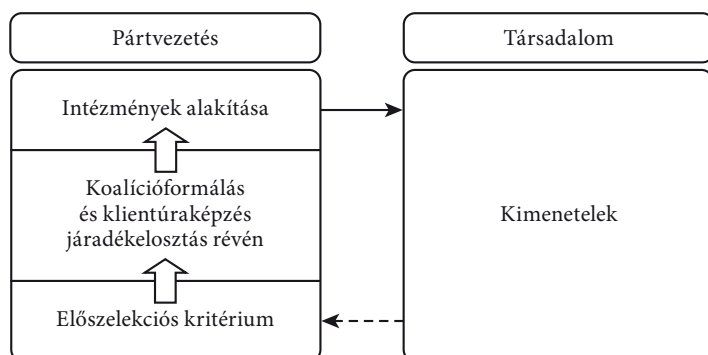 Pártvezetés
Társadalom
Intézmények alakítása
Koalícióformálás
és klientúraképzés
járadékelosztás révén
Előszelekciós kritérium
Kimenetelek